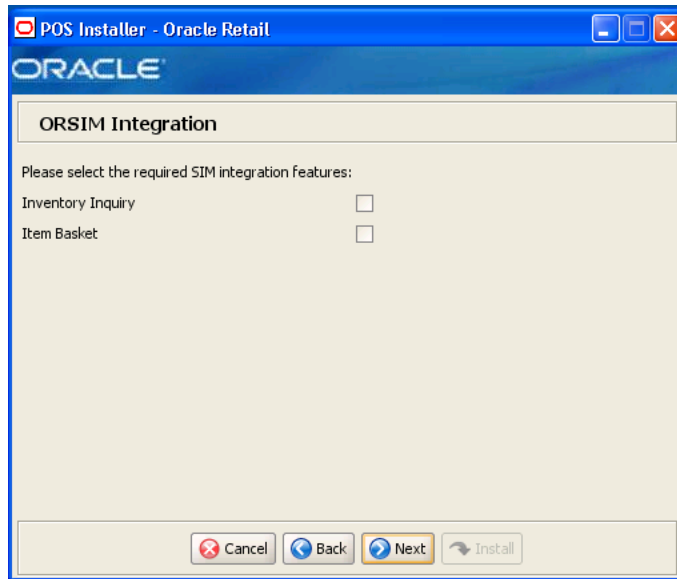 POS Installer - Oracle Retail
ORACLE
ORSIM Integration
Please select the required SIM integration features:
Inventory Inquiry
Item Basket
Cancel Back Next Install